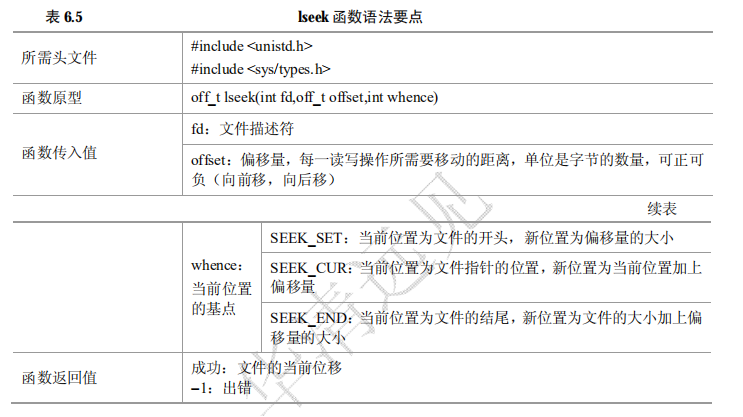 表 6.5 lseek 函数语法要点
所需头文件
#include <unistd.h>
#include <sys/types.h>
函数原型
off_t lseek(int fd,off_t offset,int whence)
函数传入值
fd：文件描述符
offset：偏移量，每一读写操作所需要移动的距离，单位是字节的数量，可正可
负（向前移，向后移）
续表
whence：
当前位置
的基点
SEEK_SET：当前位置为文件的开头，新位置为偏移量的大小
SEEK_CUR：当前位置为文件指针的位置，新位置为当前位置加上
偏移量
SEEK_END：当前位置为文件的结尾，新位置为文件的大小加上偏
移量的大小
函数返回值
成功：文件的当前位移
−1：出错
华清远见